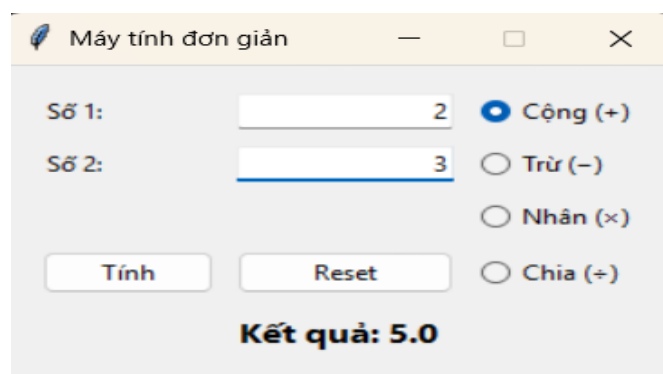 Máy tính đơn giản
Số 1: 2 Cộng (+)
Số 2: 3 Trừ (−)
Nhân (×)
Tính Reset Chia (÷)
Kết quả: 5.0